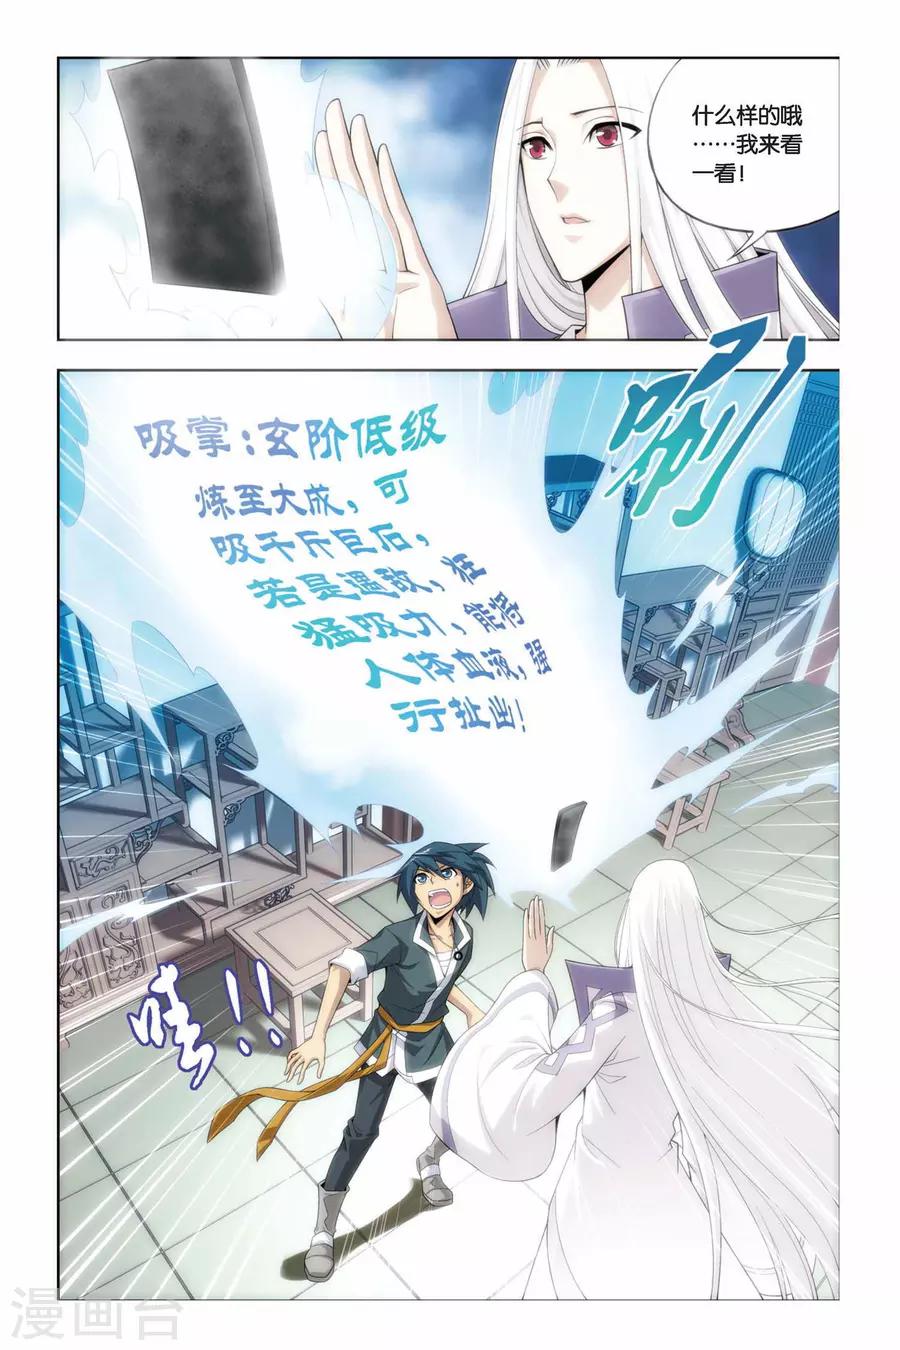 什么样的哦
……我来看
一看!
唰
吸掌:玄阶低级
炼至大成,可
吸千斤巨石,
若是遇敌,狂
猛吸力,能将
人体血液,强
行扯出!
哇!!
漫画台